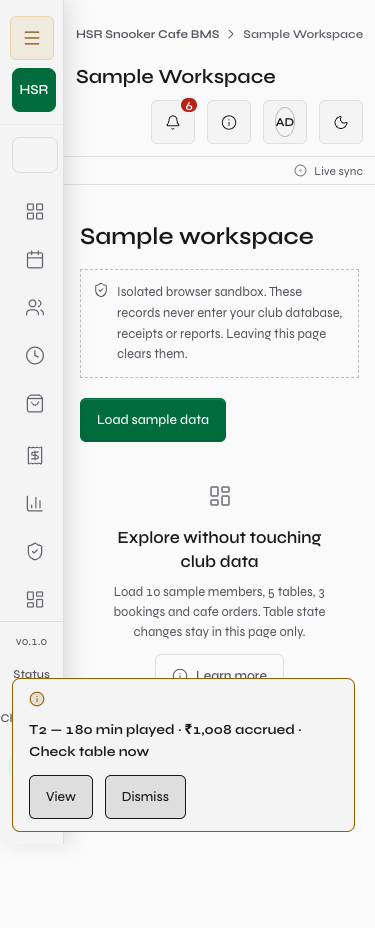 HSR Snooker Cafe BMS > Sample Workspace
HSR
Sample Workspace
6
AD
Live sync
Sample workspace
Isolated browser sandbox. These
records never enter your club database,
receipts or reports. Leaving this page
clears them.
Load sample data
Explore without touching
club data
Load 10 sample members, 5 tables, 3
bookings and cafe orders. Table state
changes stay in this page only.
Learn more
v0.1.0
Status
T2 — 180 min played · ₹1,008 accrued ·
Check table now
View
Dismiss